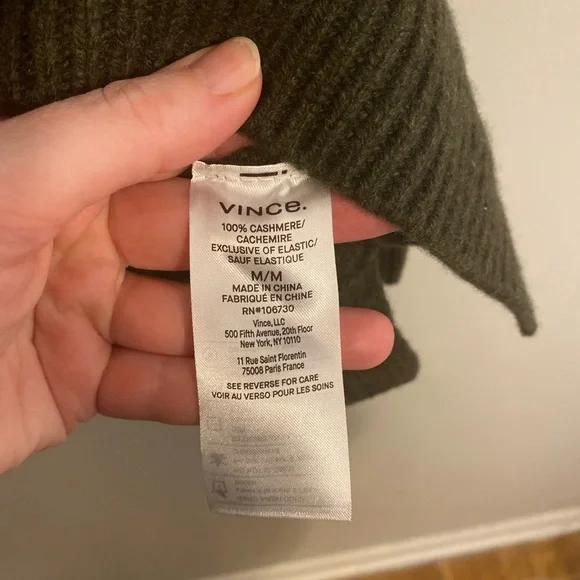 VINCe.
100% CASHMERE/
CACHEMIRE
EXCLUSIVE OF ELASTIC/
SAUF ELASTIQUE
M/M
MADE IN CHINA
FABRIQUÉ EN CHINE
RN#106730
Vince, LLC
500 Fifth Avenue, 20th Floor
New York, NY 10110
11 Rue Saint Florentin
75008 Paris France
SEE REVERSE FOR CARE
VOIR AU VERSO POUR LES SOINS